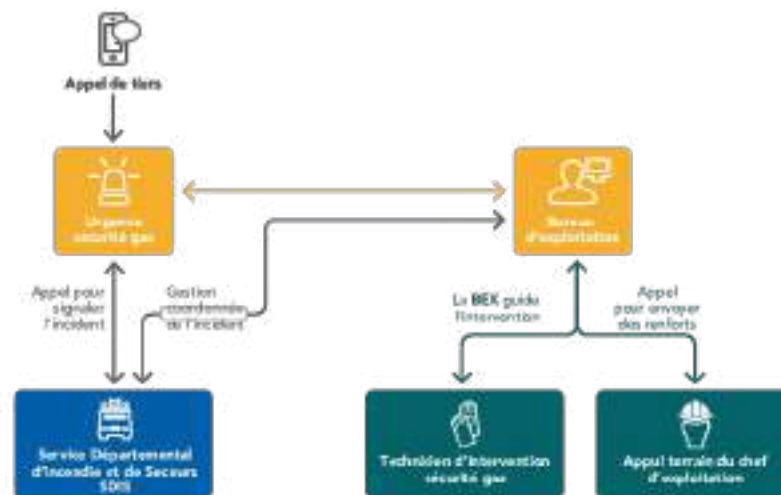 Appel de tiers
Urgence
sécurité gaz
Bureau
d'exploitation
Appel pour
signaler
l'incident
Gestion
coordonnée
de l'incident
Le BEX guide
l'intervention
Appel
pour envoyer
des renforts
Service Départemental
d'Incendie et de Secours
SDIS
Technicien d'intervention
sécurité gaz
Appui terrain du chef
d'exploitation